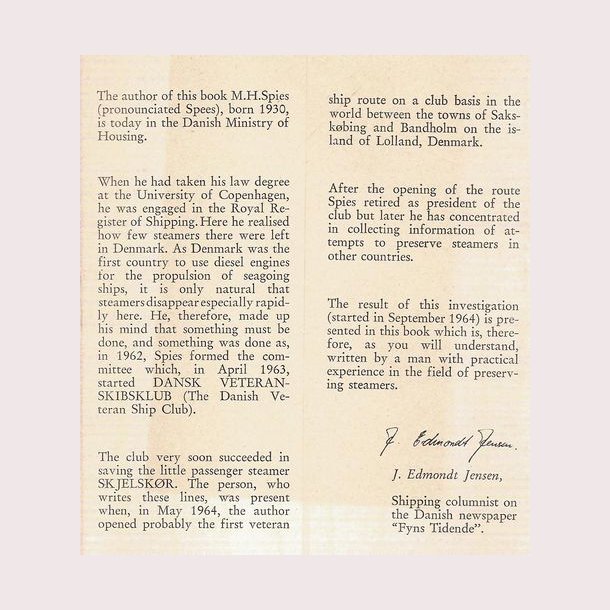 The author of this book M.H.Spies
(pronounciated Spees), born 1930,
is today in the Danish Ministry of
Housing.
When he had taken his law degree
at the University of Copenhagen,
he was engaged in the Royal Re-
gister of Shipping. Here he realised
how few steamers there were left
in Denmark. As Denmark was the
first country to use diesel engines
for the propulsion of seagoing
ships, it is only natural that
steamers disappear especially rapid-
ly here. He, therefore, made up
his mind that something must be
done, and something was done as,
in 1962, Spies formed the com-
mittee which, in April 1963,
started DANSK VETERAN-
SKIBSKLUB (The Danish Ve-
teran Ship Club).
The club very soon succeeded in
saving the little passenger steamer
SKJELSKØR. The person, who
writes these lines, was present
when, in May 1964, the author
opened probably the first veteran
ship route on a club basis in the
world between the towns of Saks-
købing and Bandholm on the is-
land of Lolland, Denmark.
After the opening of the route
Spies retired as president of the
club but later he has concentrated
in collecting information of at-
tempts to preserve steamers in
other countries.
The result of this investigation
(started in September 1964) is pre-
sented in this book which is, there-
fore, as you will understand,
written by a man with practical
experience in the field of preserv-
ing steamers.
J. Edmondt Jensen.
J. Edmondt Jensen,
Shipping columnist on
the Danish newspaper
"Fyns Tidende".